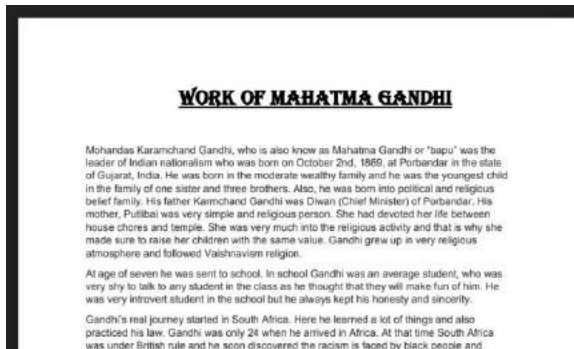 WORK OF MAHATMA GANDHI
Mohandas Karamchand Gandhi, who is also know as Mahatma Gandhi or "bapu" was the
leader of Indian nationalism who was born on October 2nd, 1869, at Porbandar in the state
of Gujarat, India. He was born in the moderate wealthy family and he was the youngest child
in the family of one sister and three brothers. Also, he was born into political and religious
belief family. His father Karmchand Gandhi was Diwan (Chief Minister) of Porbandar. His
mother, Putlibai was very simple and religious person. She had devoted her life between
house chores and temple. She was very much into the religious activity and that is why she
made sure to raise her children with the same value. Gandhi grew up in very religious
atmosphere and followed Vaishnavism religion.
At age of seven he was sent to school. In school Gandhi was an average student, who was
very shy to talk to any student in the class as he thought that they will make fun of him. He
was very introvert student in the school but he always kept his honesty and sincerity.
Gandhi's real journey started in South Africa. Here he learned a lot of things and also
practiced his law. Gandhi was only 24 when he arrived in Africa. At that time South Africa
was under British rule and he soon discovered the racism is faced by black people and